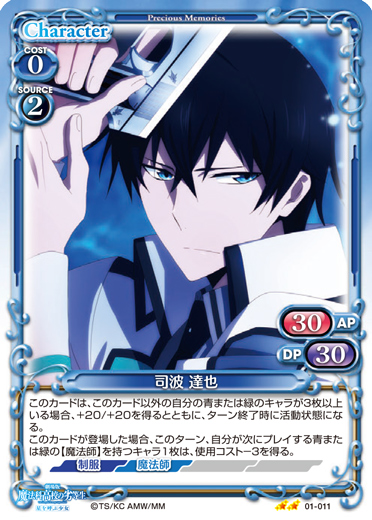 Precious Memories
Character
COST
0
SOURCE
2
30 AP
DP 30
司波 達也
このカードは、このカード以外の自分の青または緑のキャラが3枚以上
いる場合、+20/+20を得るとともに、ターン終了時に活動状態にな
る。
このカードが登場した場合、このターン、自分が次にプレイする青また
は緑の【魔法師】を持つキャラ1枚は、使用コスト-3を得る。
制服 魔法師
劇場版
魔法科高校の劣等生
星を呼ぶ少女
©TS/KC AMW/MM
01-011